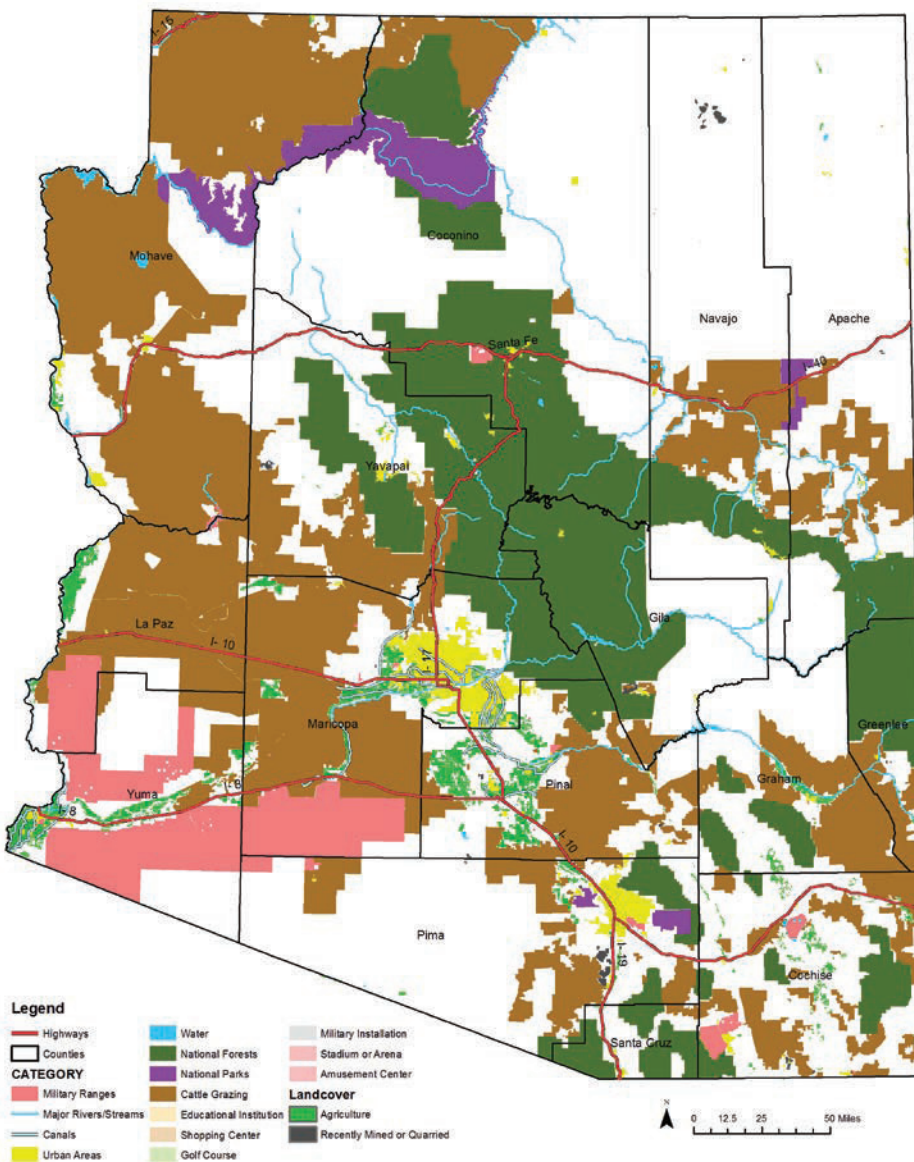 I-15
Coconino
Mohave
Navajo
Apache
Santa Fe
I-40
Yavapai
La Paz
I-10
Gila
I-17
Maricopa
Greenlee
Graham
Pinal
Yuma
I-8
I-8
I-10
Pima
I-19
Cochise
Santa Cruz
Legend
Highways
Counties
CATEGORY
Military Ranges
Major Rivers/Streams
Canals
Urban Areas
Water
National Forests
National Parks
Cattle Grazing
Educational Institution
Shopping Center
Golf Course
Military Installation
Stadium or Arena
Amusement Center
Landcover
Agriculture
Recently Mined or Quarried
N
0 12.5 25 50 Miles